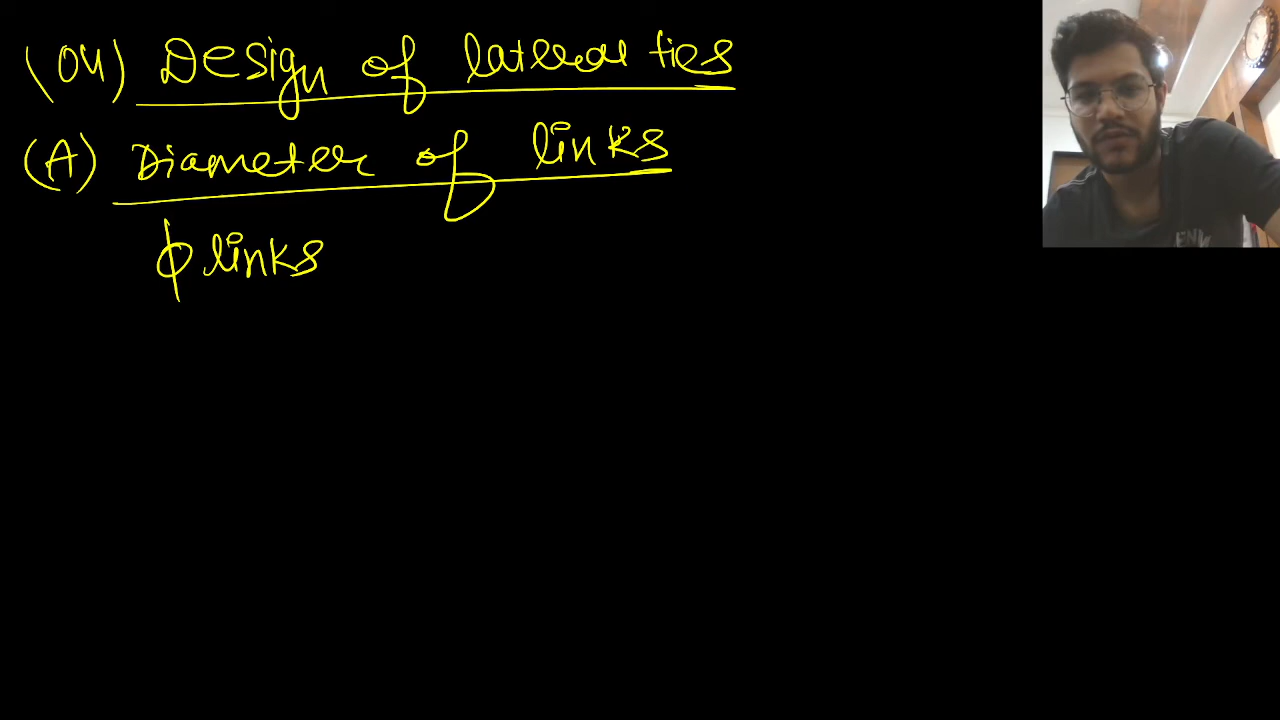 (04) Design of lateral ties
(A) Diameter of links
ϕ links